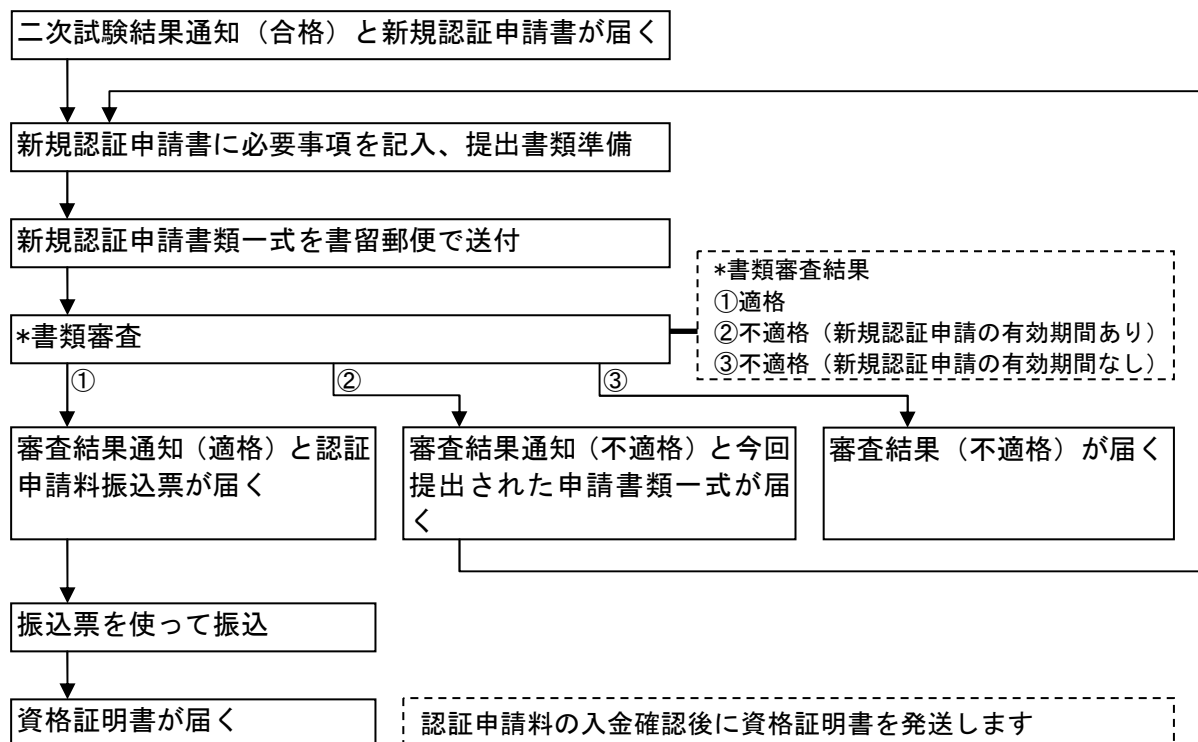 二次試験結果通知（合格）と新規認証申請書が届く
新規認証申請書に必要事項を記入、提出書類準備
新規認証申請書類一式を書留郵便で送付
*書類審査結果
①適格
②不適格（新規認証申請の有効期間あり）
③不適格（新規認証申請の有効期間なし）
*書類審査
①
②
③
審査結果通知（適格）と認証
申請料振込票が届く
審査結果通知（不適格）と今回
提出された申請書類一式が届
く
審査結果（不適格）が届く
振込票を使って振込
資格証明書が届く
認証申請料の入金確認後に資格証明書を発送します